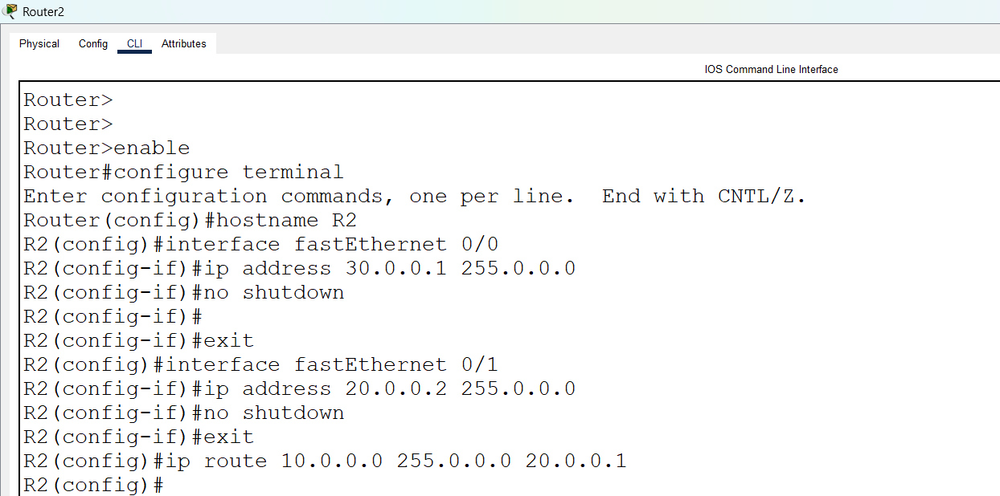 Router2
Physical Config CLI Attributes
IOS Command Line Interface
Router>
Router>
Router>enable
Router#configure terminal
Enter configuration commands, one per line.  End with CNTL/Z.
Router(config)#hostname R2
R2(config)#interface fastEthernet 0/0
R2(config-if)#ip address 30.0.0.1 255.0.0.0
R2(config-if)#no shutdown
R2(config-if)#
R2(config-if)#exit
R2(config)#interface fastEthernet 0/1
R2(config-if)#ip address 20.0.0.2 255.0.0.0
R2(config-if)#no shutdown
R2(config-if)#exit
R2(config)#ip route 10.0.0.0 255.0.0.0 20.0.0.1
R2(config)#